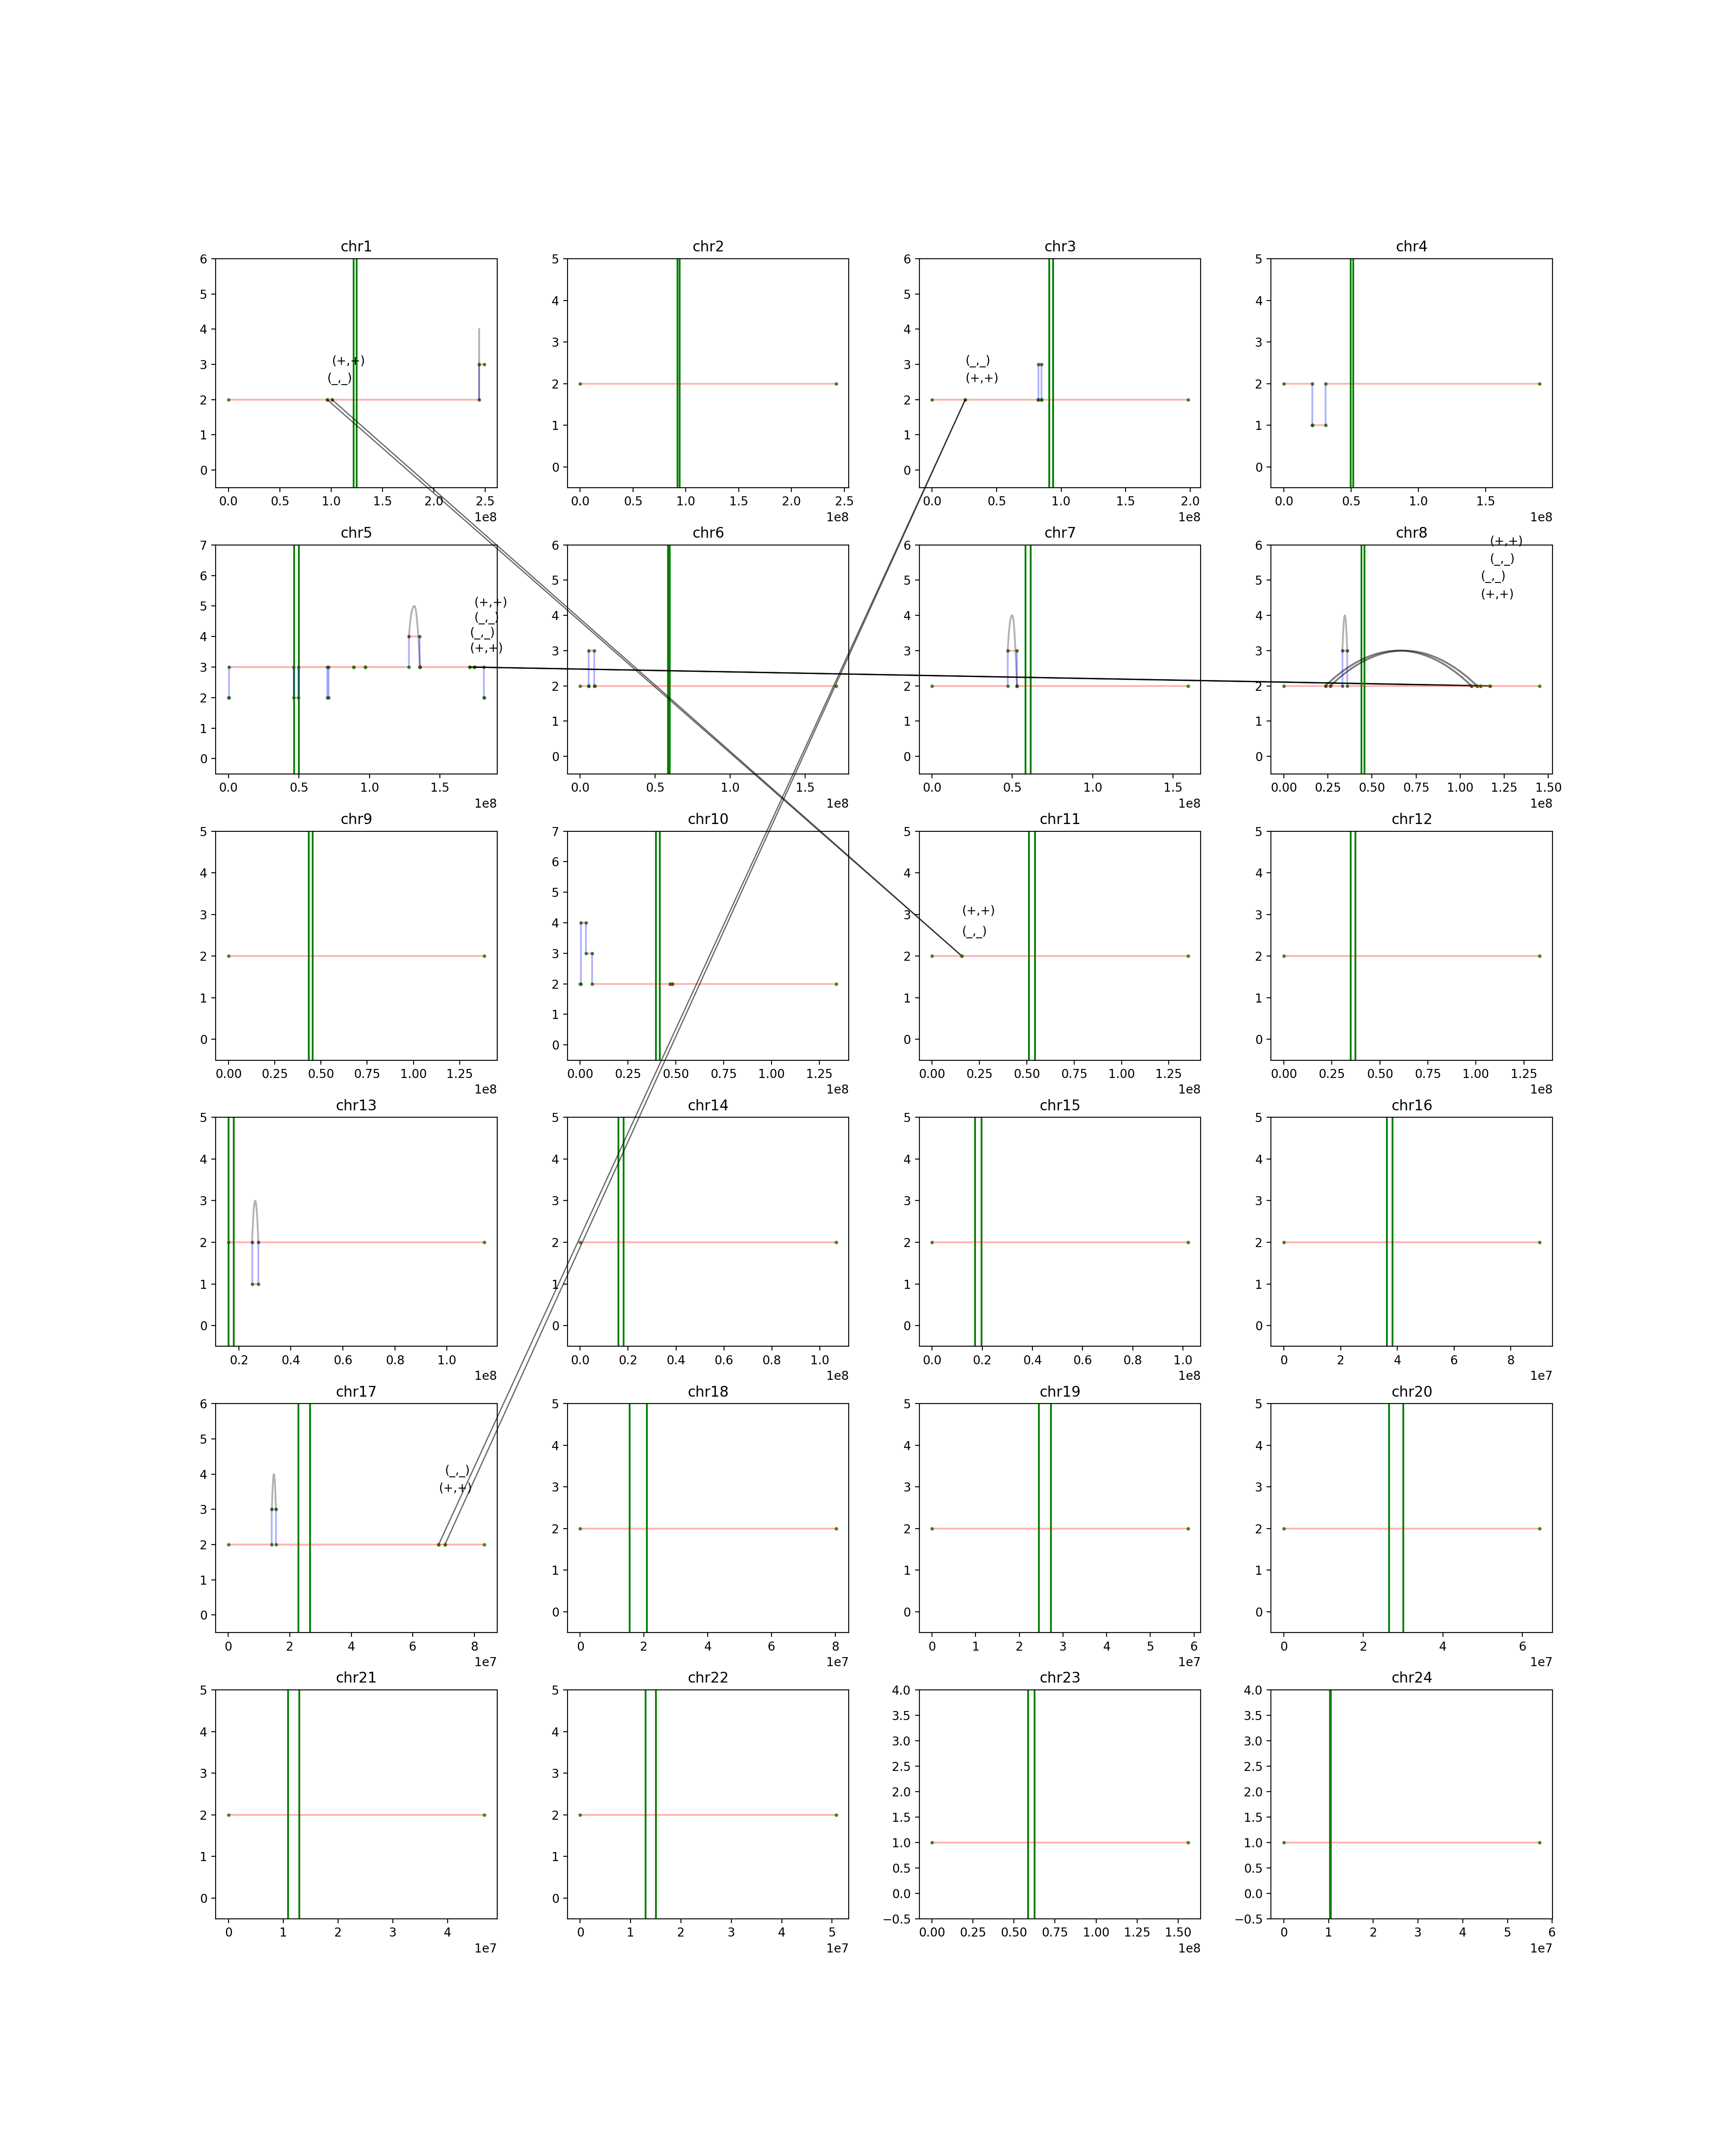 chr1 chr2 chr3 chr4
6 5 6 5
5 4 5 4
4 3 4 3
3 2 3 2
2 1 2 1
1 0 1 0
0 0
(+,+) (_,_)
(_,_) (+,+)
0.0 0.5 1.0 1.5 2.0 2.5 0.0 0.5 1.0 1.5 2.0 2.5 0.0 0.5 1.0 1.5 2.0 0.0 0.5 1.0 1.5
1e8 1e8 1e8 1e8
chr5 chr6 chr7 chr8
7 6 6 6
6 5 5 5
5 4 4 4
4 3 3 3
3 2 2 2
2 1 1 1
1 0 0 0
0
(+,+) (+,+)
(_,_) (_,_)
(_,_) (_,_)
(+,+) (+,+)
0.0 0.5 1.0 1.5 0.0 0.5 1.0 1.5 0.0 0.5 1.0 1.5 0.00 0.25 0.50 0.75 1.00 1.25 1.50
1e8 1e8 1e8 1e8
chr9 chr10 chr11 chr12
5 7 5 5
4 6 4 4
3 5 3 3
2 4 2 2
1 3 1 1
0 2 0 0
1
0
(+,+)
(_,_)
0.00 0.25 0.50 0.75 1.00 1.25 0.00 0.25 0.50 0.75 1.00 1.25 0.00 0.25 0.50 0.75 1.00 1.25 0.00 0.25 0.50 0.75 1.00 1.25
1e8 1e8 1e8 1e8
chr13 chr14 chr15 chr16
5 5 5 5
4 4 4 4
3 3 3 3
2 2 2 2
1 1 1 1
0 0 0 0
0.2 0.4 0.6 0.8 1.0 0.0 0.2 0.4 0.6 0.8 1.0 0.0 0.2 0.4 0.6 0.8 1.0 0 2 4 6 8
1e8 1e8 1e8 1e7
chr17 chr18 chr19 chr20
6 5 5 5
5 4 4 4
4 3 3 3
3 2 2 2
2 1 1 1
1 0 0 0
0
(_,_)
(+,+)
0 2 4 6 8 0 2 4 6 8 0 1 2 3 4 5 6 0 2 4 6
1e7 1e7 1e7 1e7
chr21 chr22 chr23 chr24
5 5 4.0 4.0
4 4 3.5 3.5
3 3 3.0 3.0
2 2 2.5 2.5
1 1 2.0 2.0
0 0 1.5 1.5
1.0 1.0
0.5 0.5
0.0 0.0
−0.5 −0.5
0 1 2 3 4 0 1 2 3 4 5 0.00 0.25 0.50 0.75 1.00 1.25 1.50 0 1 2 3 4 5 6
1e7 1e7 1e8 1e7